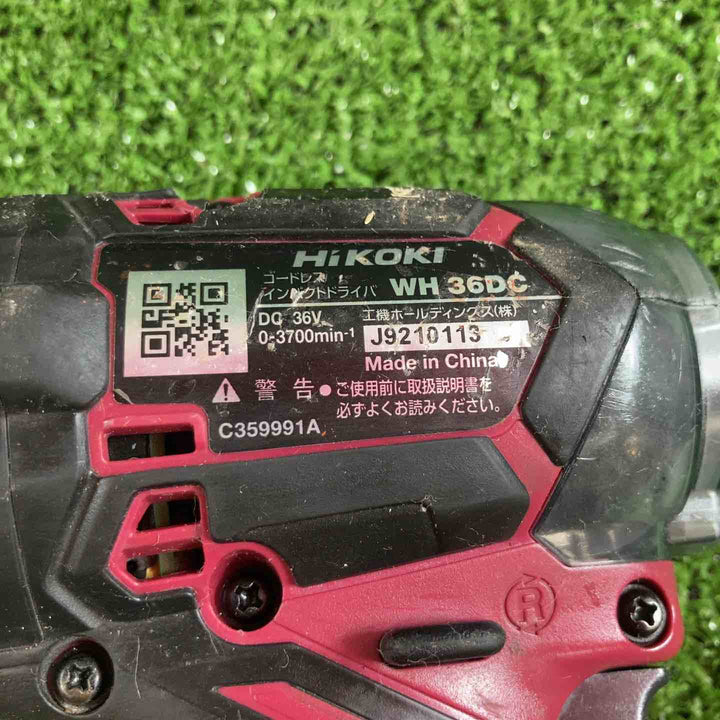 HiKOKI
コードレス
インパクトドライバ WH 36DC
DC 36V 工機ホールディングス(株)
0-3700min-1 J9210113
Made in China
警告 ●ご使用前に取扱説明書を
必ずよくお読みください。
C359991A
R